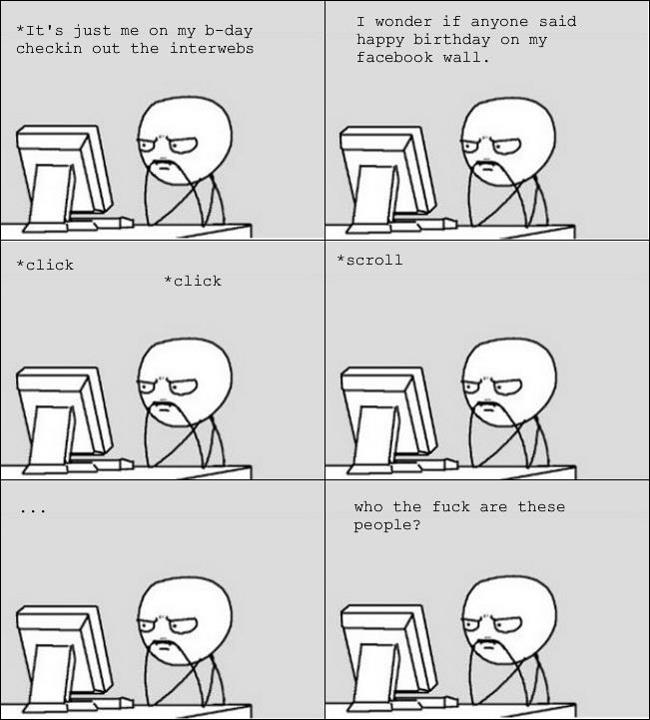 *It's just me on my b-day
checkin out the interwebs
I wonder if anyone said
happy birthday on my
facebook wall.
*click
*click
*scroll
...
who the fuck are these
people?